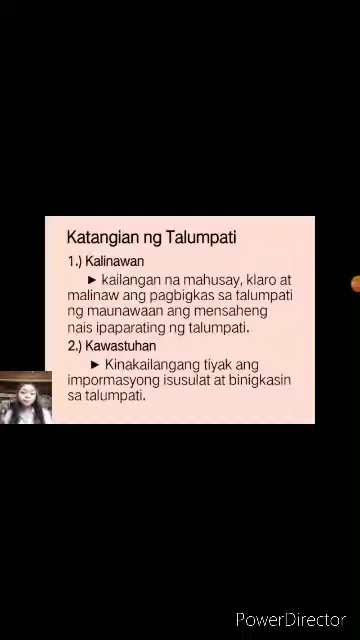 Katangian ng Talumpati
1.) Kalinawan
► kailangan na mahusay, klaro at
malinaw ang pagbigkas sa talumpati
ng maunawaan ang mensaheng
nais ipaparating ng talumpati.
2.) Kawastuhan
► Kinakailangang tiyak ang
impormasyong isusulat at binigkasin
sa talumpati.
PowerDirector